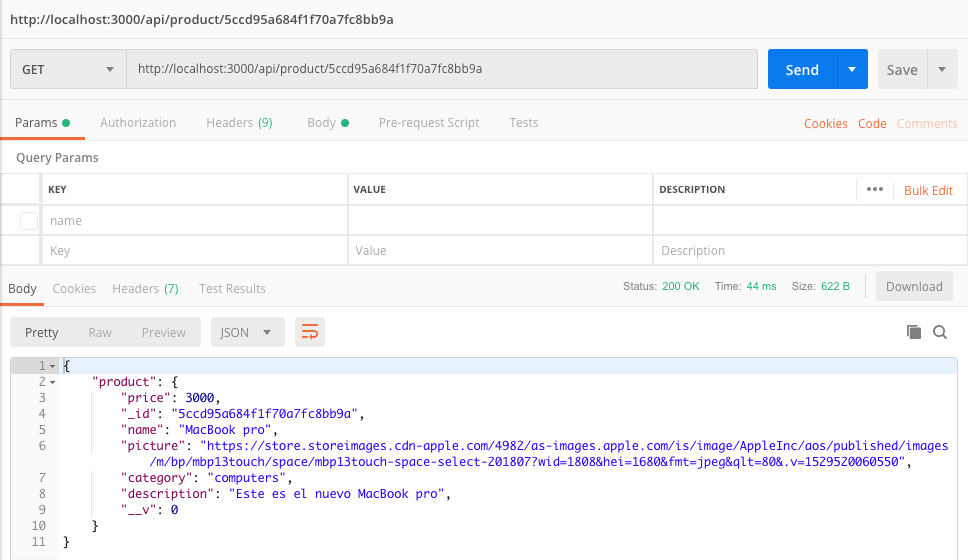 http://localhost:3000/api/product/5ccd95a684f1f70a7fc8bb9a
GET http://localhost:3000/api/product/5ccd95a684f1f70a7fc8bb9a Send Save
Params Authorization Headers (9) Body Pre-request Script Tests Cookies Code Comments
Query Params
KEY VALUE DESCRIPTION ••• Bulk Edit
name
Key Value Description
Body Cookies Headers (7) Test Results Status: 200 OK Time: 44 ms Size: 622 B Download
Pretty Raw Preview JSON
1 {
2 "product": {
3 "price": 3000,
4 "_id": "5ccd95a684f1f70a7fc8bb9a",
5 "name": "MacBook pro",
6 "picture": "https://store.storeimages.cdn-apple.com/4982/as-images.apple.com/is/image/AppleInc/aos/published/images
/m/bp/mbp13touch/space/mbp13touch-space-select-201807?wid=1808&hei=1680&fmt=jpeg&qlt=80&.v=1529520060550",
7 "category": "computers",
8 "description": "Este es el nuevo MacBook pro",
9 "__v": 0
10 }
11 }